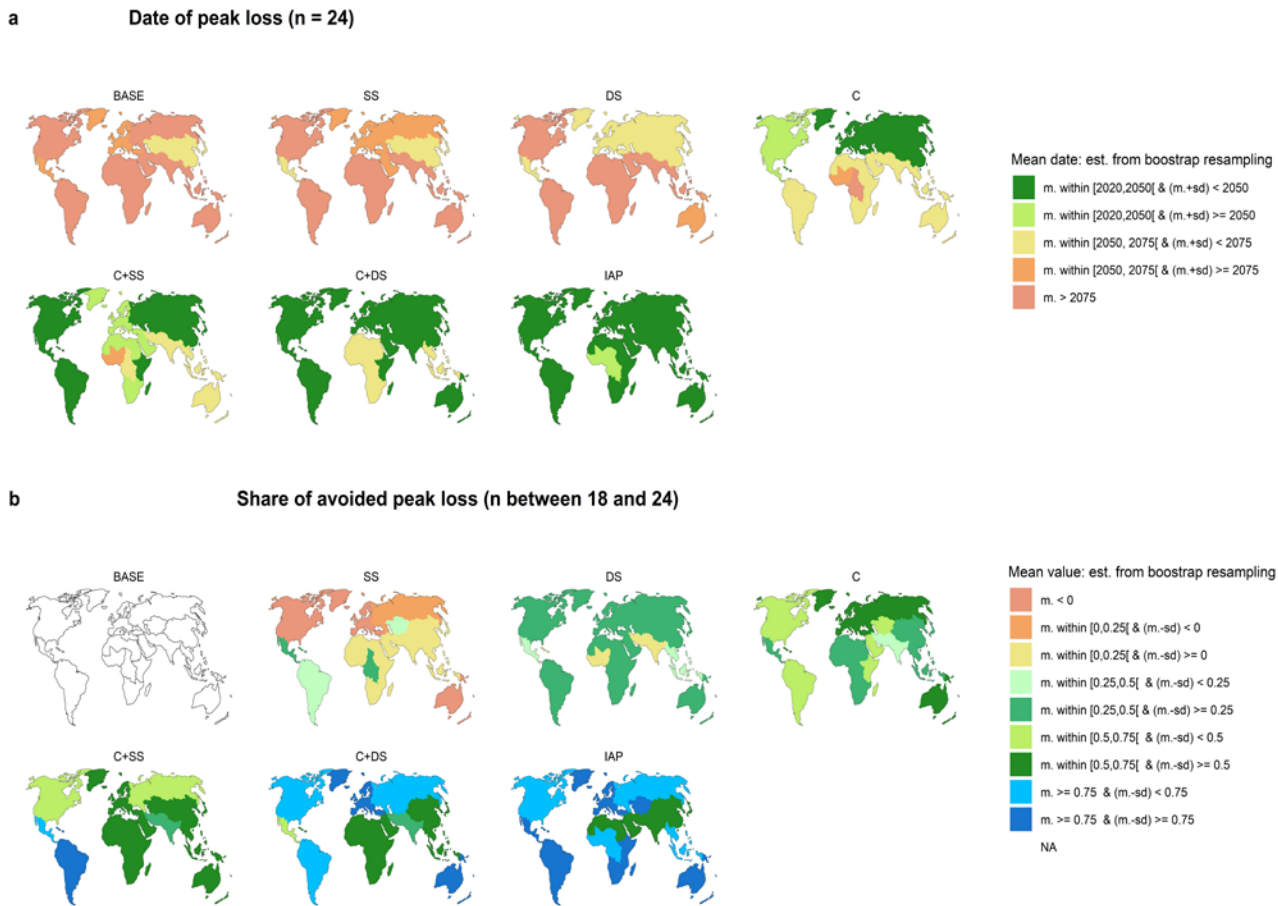 a Date of peak loss (n = 24)
BASE SS DS C
Mean date: est. from boostrap resampling
m. within [2020,2050[ & (m.+sd) < 2050
m. within [2020,2050[ & (m.+sd) >= 2050
m. within [2050, 2075[ & (m.+sd) < 2075
m. within [2050, 2075[ & (m.+sd) >= 2075
m. > 2075
C+SS C+DS IAP
b Share of avoided peak loss (n between 18 and 24)
BASE SS DS C
Mean value: est. from boostrap resampling
m. < 0
m. within [0,0.25[ & (m.-sd) < 0
m. within [0,0.25[ & (m.-sd) >= 0
m. within [0.25,0.5[ & (m.-sd) < 0.25
m. within [0.25,0.5[ & (m.-sd) >= 0.25
m. within [0.5,0.75[ & (m.-sd) < 0.5
m. within [0.5,0.75[ & (m.-sd) >= 0.5
m. >= 0.75 & (m.-sd) < 0.75
m. >= 0.75 & (m.-sd) >= 0.75
NA
C+SS C+DS IAP